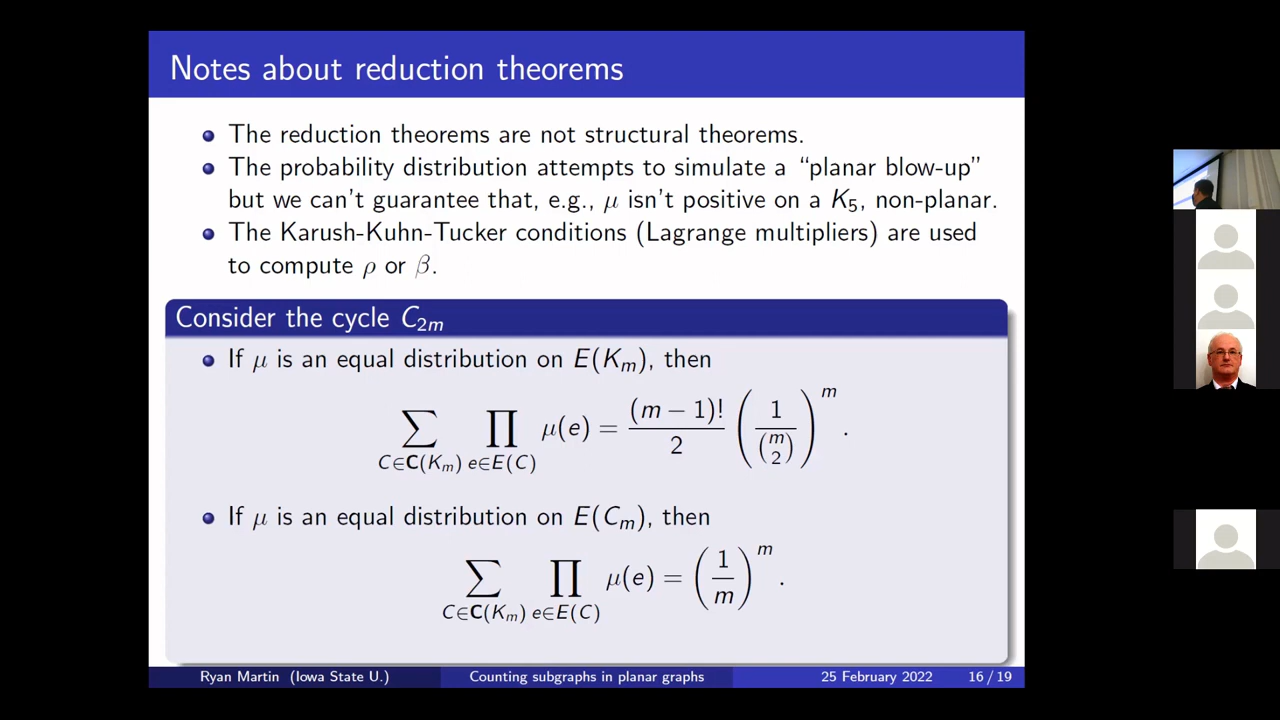 Notes about reduction theorems
The reduction theorems are not structural theorems.
The probability distribution attempts to simulate a “planar blow-up”
but we can't guarantee that, e.g., μ isn't positive on a K₅, non-planar.
The Karush-Kuhn-Tucker conditions (Lagrange multipliers) are used
to compute ρ or β.
Consider the cycle C₂ₘ
If μ is an equal distribution on E(Kₘ), then
∑_{C∈𝐂(Kₘ)} ∏_{e∈E(C)} μ(e) = (m − 1)!/2 (1/(m choose 2))^m .
If μ is an equal distribution on E(Cₘ), then
∑_{C∈𝐂(Kₘ)} ∏_{e∈E(C)} μ(e) = (1/m)^m .
Ryan Martin (Iowa State U.) Counting subgraphs in planar graphs 25 February 2022 16 / 19